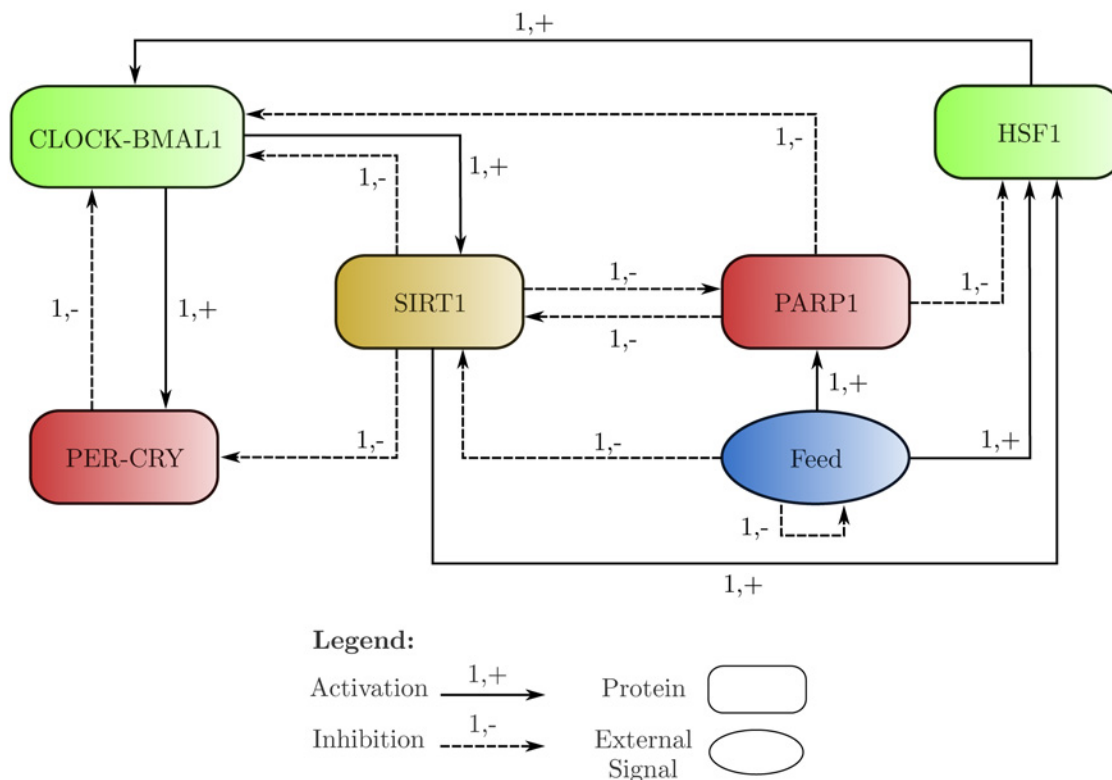 1,+
CLOCK-BMAL1
HSF1
1,-
1,-
1,+
1,-
SIRT1
PARP1
1,-
1,-
1,+
1,-
1,+
PER-CRY
1,-
1,-
Feed
1,+
1,-
1,+
Legend:
Activation 1,+ Protein
Inhibition 1,- External
Signal